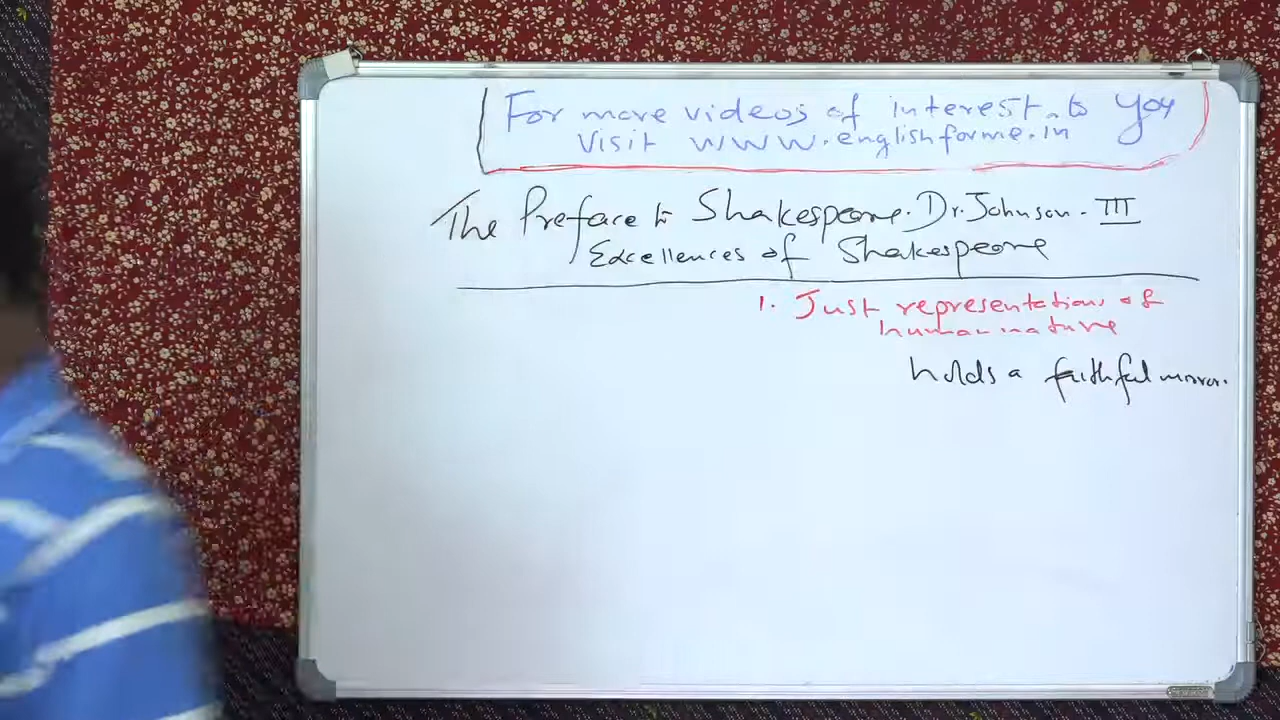 For more videos of interest to you
Visit www.englishforme.in
The Preface to Shakespeare. Dr. Johnson. III
Excellences of Shakespeare
1. Just representations of
human nature
holds a faithful mirror.